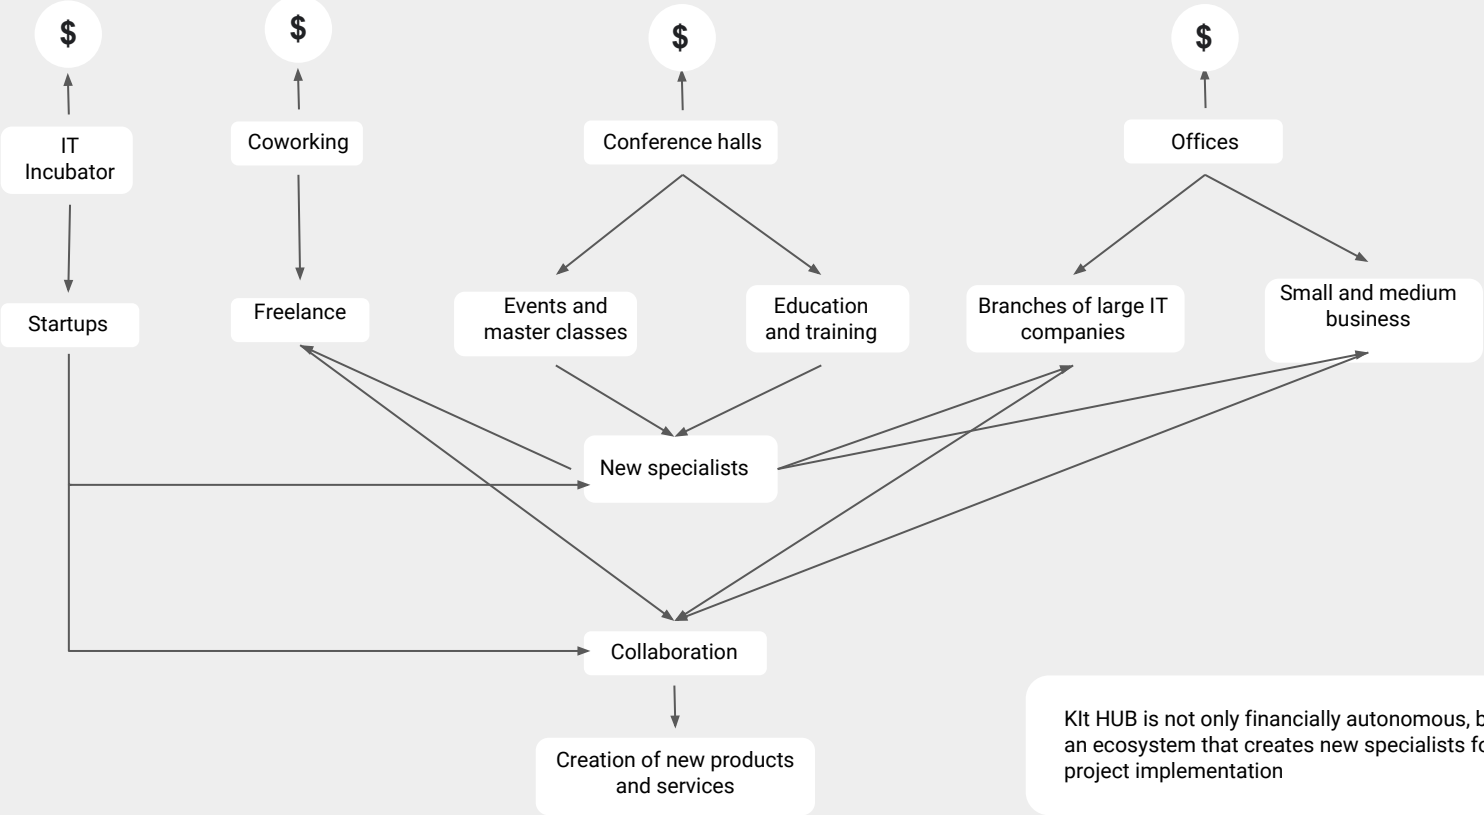 $
$
$
$
IT
Incubator
Coworking
Conference halls
Offices
Startups
Freelance
Events and
master classes
Education
and training
Branches of large IT
companies
Small and medium
business
New specialists
Collaboration
Creation of new products
and services
KIt HUB is not only financially autonomous,
an ecosystem that creates new specialists
project implementation